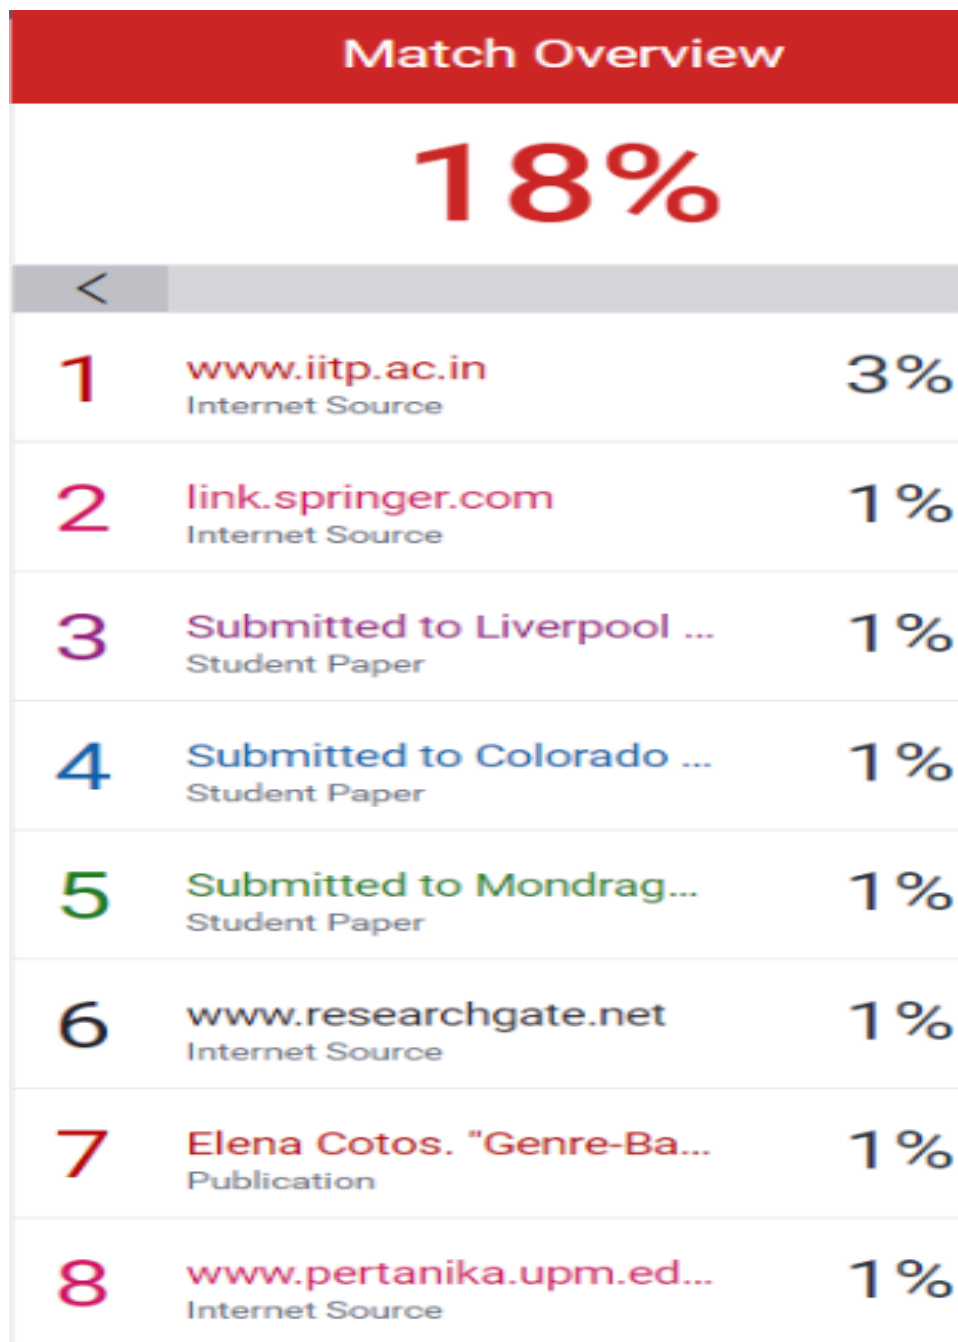 Match Overview
18%
<
1 www.iitp.ac.in 3%
Internet Source
2 link.springer.com 1%
Internet Source
3 Submitted to Liverpool ... 1%
Student Paper
4 Submitted to Colorado ... 1%
Student Paper
5 Submitted to Mondrag... 1%
Student Paper
6 www.researchgate.net 1%
Internet Source
7 Elena Cotos. "Genre-Ba... 1%
Publication
8 www.pertanika.upm.ed... 1%
Internet Source